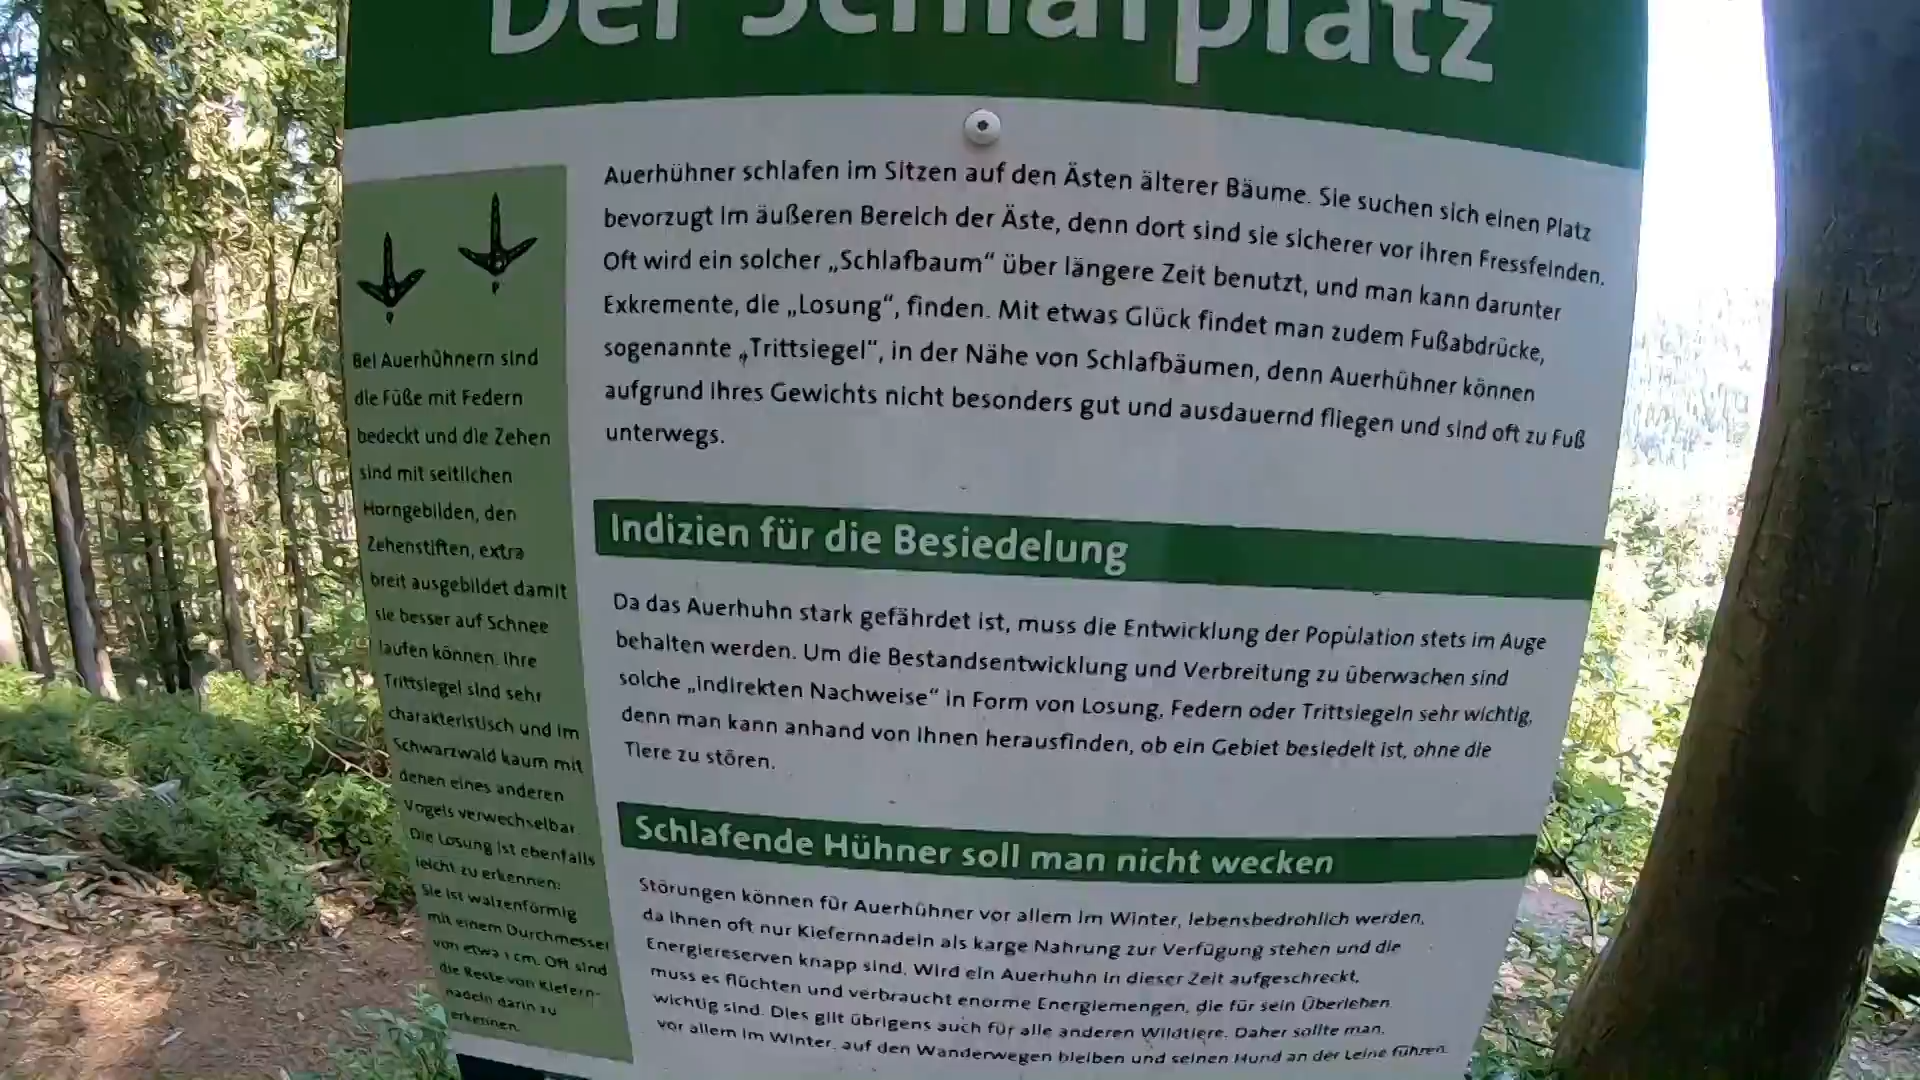 Der Schlafplatz
Auerhühner schlafen im Sitzen auf den Ästen älterer Bäume. Sie suchen sich einen Platz
bevorzugt im äußeren Bereich der Äste, denn dort sind sie sicherer vor ihren Fressfeinden.
Oft wird ein solcher „Schlafbaum“ über längere Zeit benutzt, und man kann darunter
Exkremente, die „Losung“, finden. Mit etwas Glück findet man zudem Fußabdrücke,
sogenannte „Trittsiegel“, in der Nähe von Schlafbäumen, denn Auerhühner können
aufgrund ihres Gewichts nicht besonders gut und ausdauernd fliegen und sind oft zu Fuß
unterwegs.
Bei Auerhühnern sind
die Füße mit Federn
bedeckt und die Zehen
sind mit seitlichen
Horngebilden, den
Zehenstiften, extra
breit ausgebildet damit
sie besser auf Schnee
laufen können. Ihre
Trittsiegel sind sehr
charakteristisch und im
Schwarzwald kaum mit
denen eines anderen
Vogels verwechselbar
Die Losung ist ebenfalls
leicht zu erkennen:
Sie ist walzenförmig
mit einem Durchmesser
von etwa 1 cm. Oft sind
die Reste von Kiefern-
nadeln darin zu
erkennen.
Indizien für die Besiedelung
Da das Auerhuhn stark gefährdet ist, muss die Entwicklung der Population stets im Auge
behalten werden. Um die Bestandsentwicklung und Verbreitung zu überwachen sind
solche „indirekten Nachweise“ in Form von Losung, Federn oder Trittsiegeln sehr wichtig,
denn man kann anhand von ihnen herausfinden, ob ein Gebiet besiedelt ist, ohne die
Tiere zu stören.
Schlafende Hühner soll man nicht wecken
Störungen können für Auerhühner vor allem im Winter, lebensbedrohlich werden,
da ihnen oft nur Kiefernnadeln als karge Nahrung zur Verfügung stehen und die
Energiereserven knapp sind. Wird ein Auerhuhn in dieser Zeit aufgeschreckt,
muss es flüchten und verbraucht enorme Energiemengen, die für sein Überleben
wichtig sind. Dies gilt übrigens auch für alle anderen Wildtiere. Daher sollte man,
vor allem im Winter, auf den Wanderwegen bleiben und seinen Hund an der Leine führen.